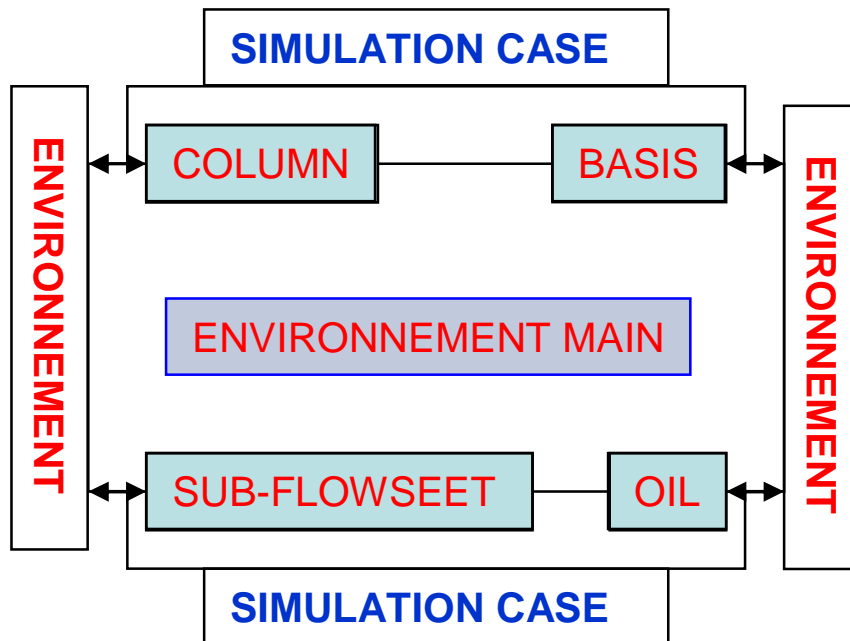 SIMULATION CASE
ENVIRONNEMENT
COLUMN
BASIS
ENVIRONNEMENT
ENVIRONNEMENT MAIN
SUB-FLOWSEET
OIL
SIMULATION CASE